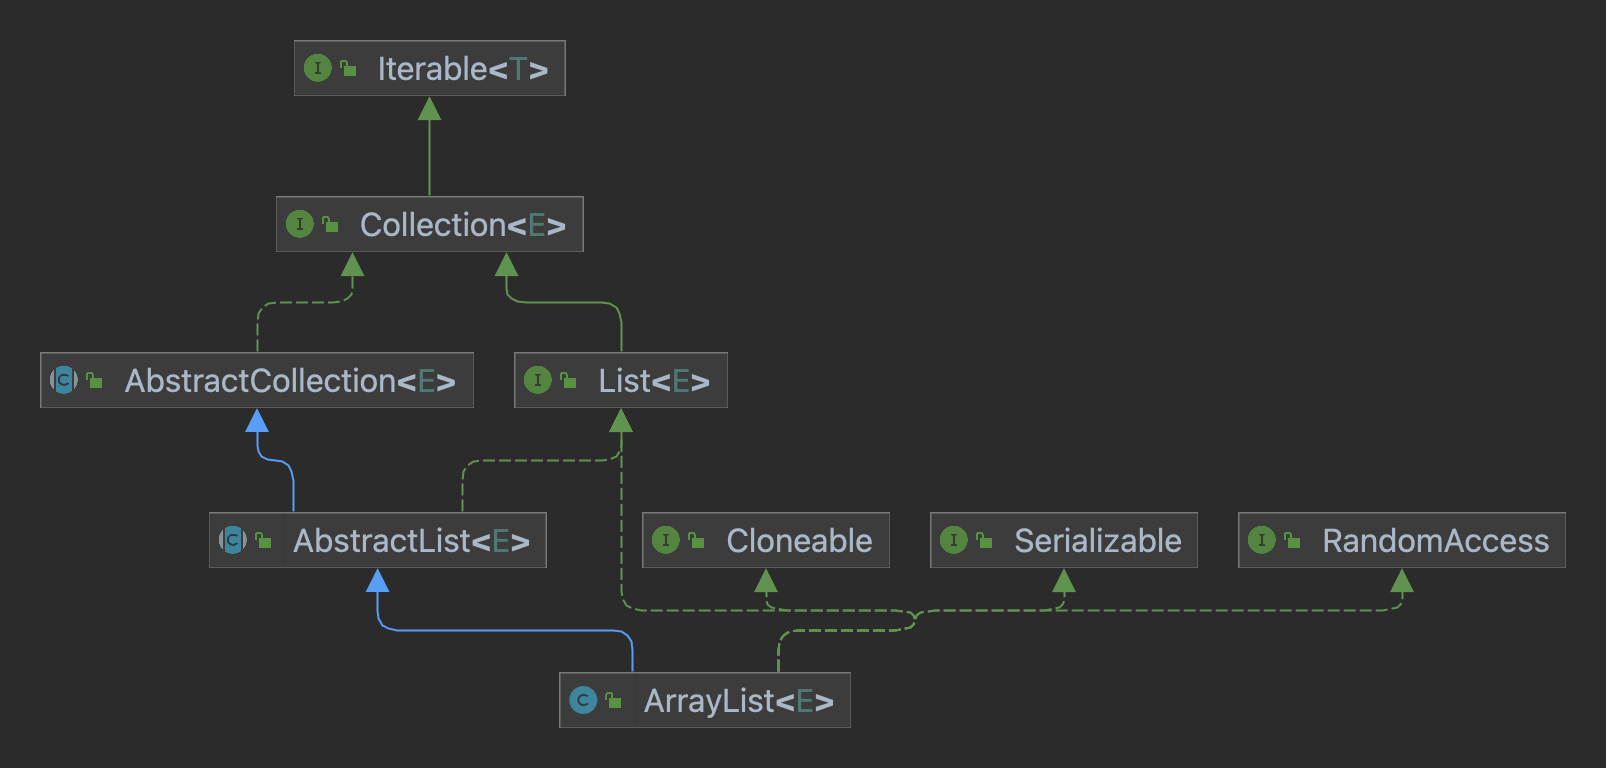 I Iterable<T>
I Collection<E>
C AbstractCollection<E>
I List<E>
C AbstractList<E>
I Cloneable
I Serializable
I RandomAccess
C ArrayList<E>